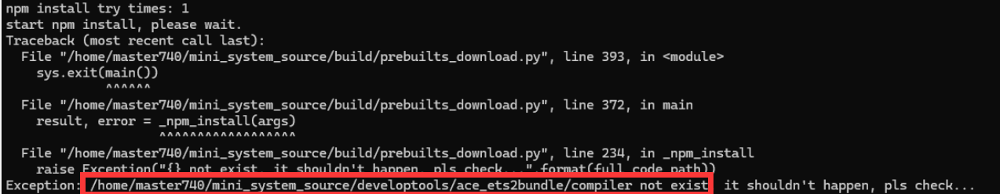 npm install try times: 1
start npm install, please wait.
Traceback (most recent call last):
  File "/home/master740/mini_system_source/build/prebuilts_download.py", line 393, in <module>
    sys.exit(main())
             ^^^^^^
  File "/home/master740/mini_system_source/build/prebuilts_download.py", line 372, in main
    result, error = _npm_install(args)
                    ^^^^^^^^^^^^^^^^^^
  File "/home/master740/mini_system_source/build/prebuilts_download.py", line 234, in _npm_install
    raise Exception("{} not exist, it shouldn't happen, pls check...".format(full_code_path))
Exception: /home/master740/mini_system_source/developtools/ace_ets2bundle/compiler not exist, it shouldn't happen, pls check...